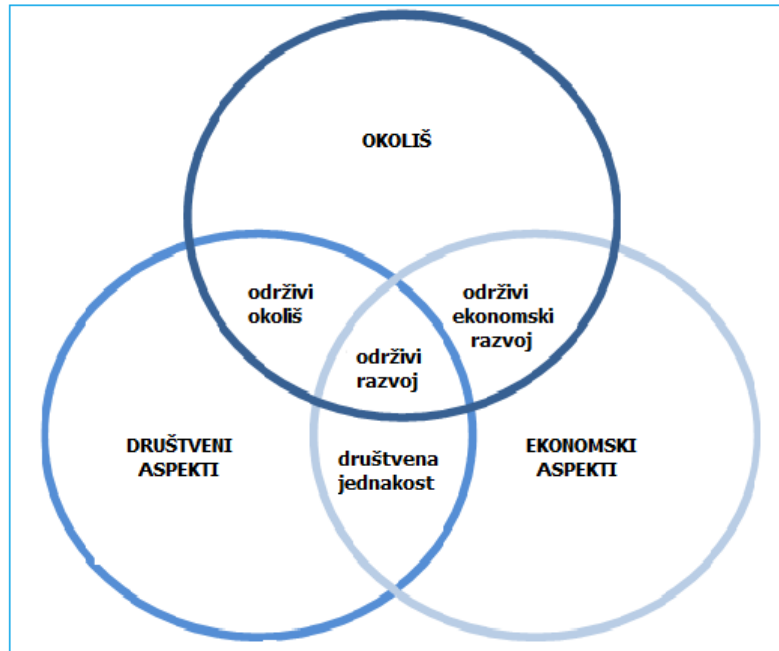 OKOLIŠ
održivi
okoliš
održivi
ekonomski
razvoj
održivi
razvoj
DRUŠTVENI
ASPEKTI
društvena
jednakost
EKONOMSKI
ASPEKTI